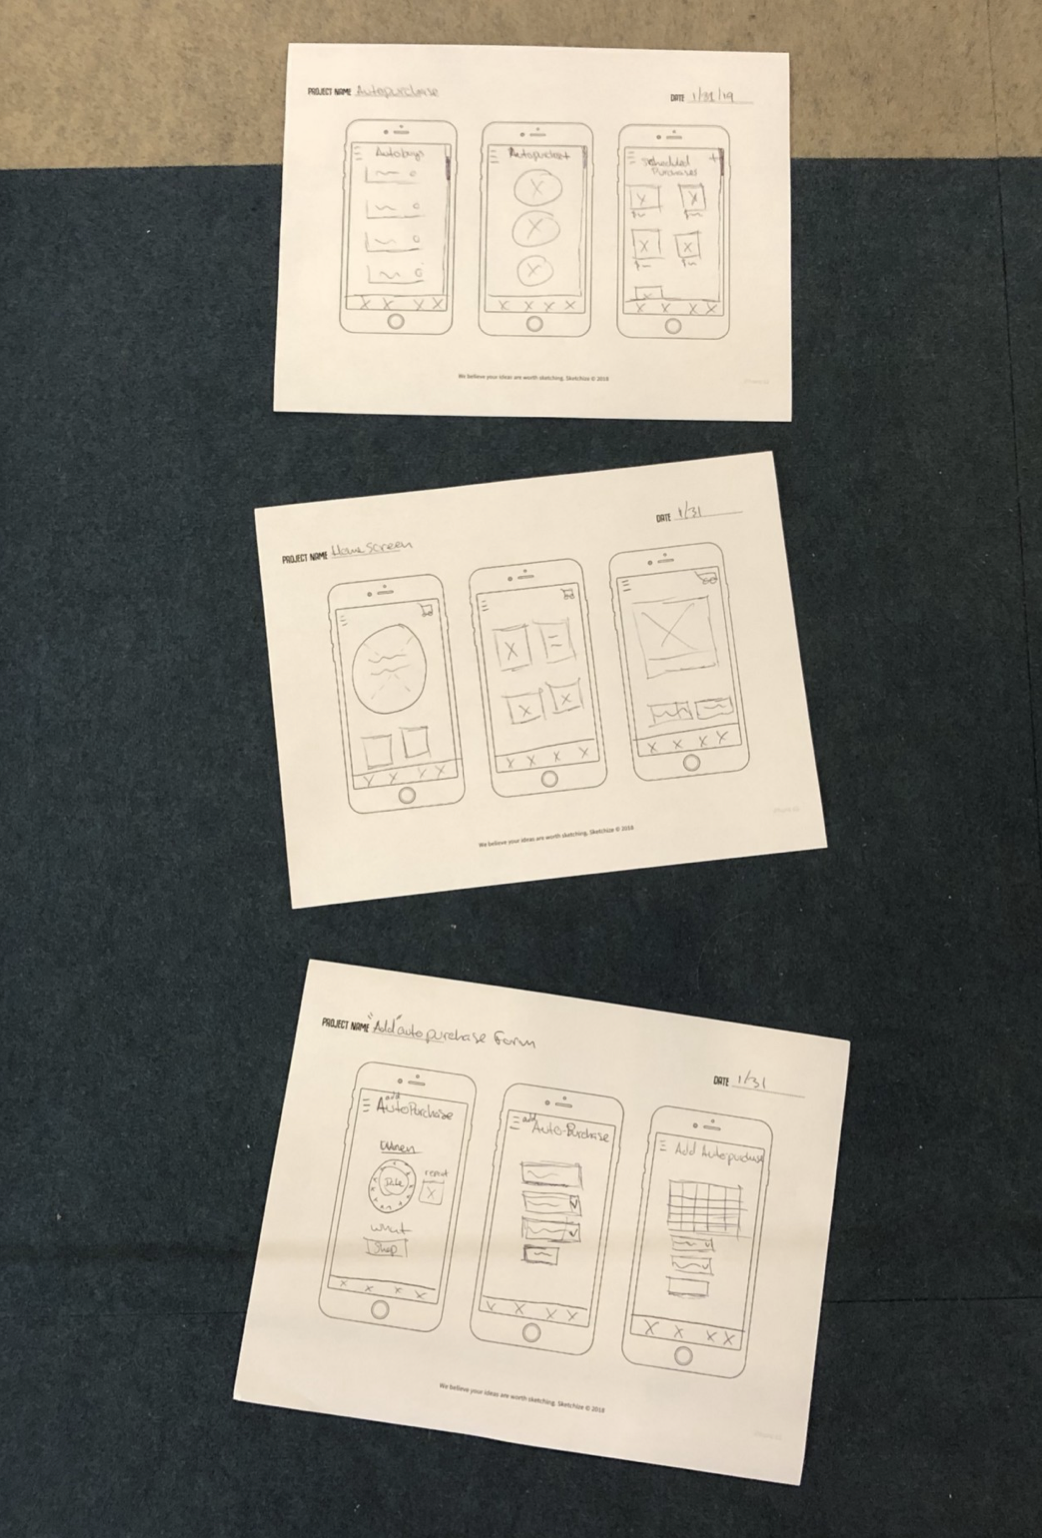 PROJECT NAME Autopurchase
DATE 1/31/19
Autobuys
Autopurchase+
Scheduled
Purchases
+
We believe your ideas are worth sketching. Sketchize © 2018
PROJECT NAME Home Screen
DATE 1/31
We believe your ideas are worth sketching. Sketchize © 2018
PROJECT NAME "Add" autopurchase Form
DATE 1/31
add
AutoPurchase
When
Date
repeat
What
Shop
add
Auto-Purchase
Add Autopurchase
We believe your ideas are worth sketching. Sketchize © 2018